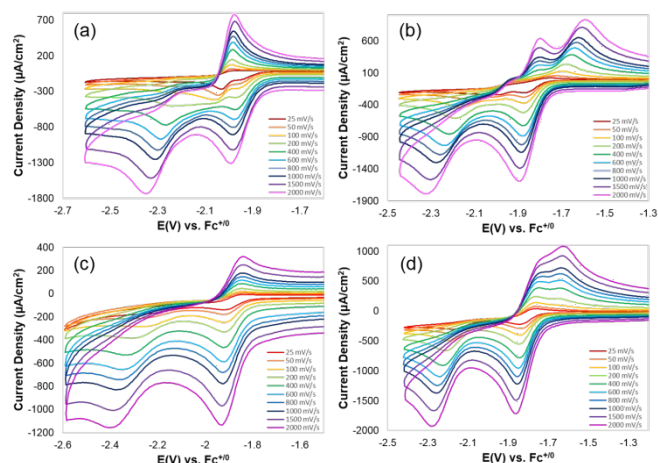 (a)
Current Density (µA/cm²)
700
200
-300
-800
-1300
-1800
-2.7 -2.5 -2.3 -2.1 -1.9 -1.7
E(V) vs. Fc⁺/⁰
25 mV/s
50 mV/s
100 mV/s
200 mV/s
400 mV/s
600 mV/s
800 mV/s
1000 mV/s
1500 mV/s
2000 mV/s
(b)
Current Density (µA/cm²)
600
100
-400
-900
-1400
-1900
-2.5 -2.3 -2.1 -1.9 -1.7 -1.5 -1.3
E(V) vs. Fc⁺/⁰
25 mV/s
50 mV/s
100 mV/s
200 mV/s
400 mV/s
600 mV/s
800 mV/s
1000 mV/s
1500 mV/s
2000 mV/s
(c)
Current Density (µA/cm²)
400
200
0
-200
-400
-600
-800
-1000
-1200
-2.6 -2.4 -2.2 -2 -1.8 -1.6
E(V) vs. Fc⁺/⁰
25 mV/s
50 mV/s
100 mV/s
200 mV/s
400 mV/s
600 mV/s
800 mV/s
1000 mV/s
1500 mV/s
2000 mV/s
(d)
Current Density (µA/cm²)
1000
500
0
-500
-1000
-1500
-2000
-2.5 -2.3 -2.1 -1.9 -1.7 -1.5 -1.3
E(V) vs. Fc⁺/⁰
25 mV/s
50 mV/s
100 mV/s
200 mV/s
400 mV/s
600 mV/s
800 mV/s
1000 mV/s
1500 mV/s
2000 mV/s